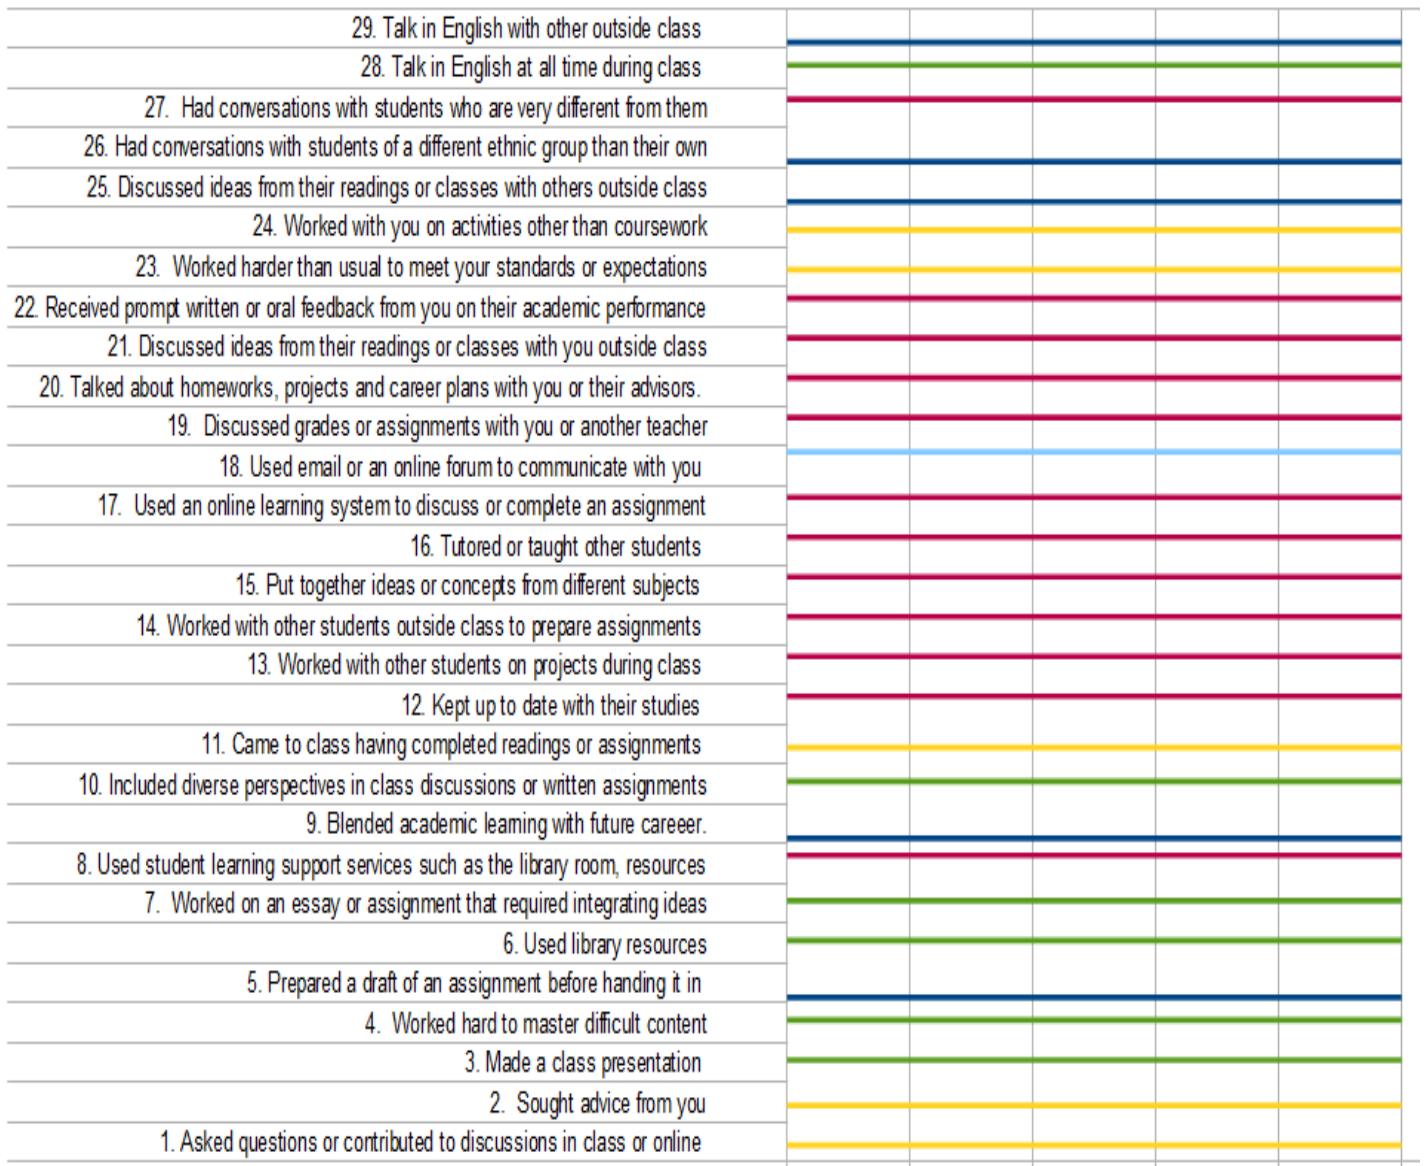 29. Talk in English with other outside class
28. Talk in English at all time during class
27. Had conversations with students who are very different from them
26. Had conversations with students of a different ethnic group than their own
25. Discussed ideas from their readings or classes with others outside class
24. Worked with you on activities other than coursework
23. Worked harder than usual to meet your standards or expectations
22. Received prompt written or oral feedback from you on their academic performance
21. Discussed ideas from their readings or classes with you outside class
20. Talked about homeworks, projects and career plans with you or their advisors.
19. Discussed grades or assignments with you or another teacher
18. Used email or an online forum to communicate with you
17. Used an online learning system to discuss or complete an assignment
16. Tutored or taught other students
15. Put together ideas or concepts from different subjects
14. Worked with other students outside class to prepare assignments
13. Worked with other students on projects during class
12. Kept up to date with their studies
11. Came to class having completed readings or assignments
10. Included diverse perspectives in class discussions or written assignments
9. Blended academic learning with future careeer.
8. Used student learning support services such as the library room, resources
7. Worked on an essay or assignment that required integrating ideas
6. Used library resources
5. Prepared a draft of an assignment before handing it in
4. Worked hard to master difficult content
3. Made a class presentation
2. Sought advice from you
1. Asked questions or contributed to discussions in class or online